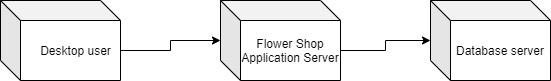 Desktop user
Flower Shop
Application Server
Database server